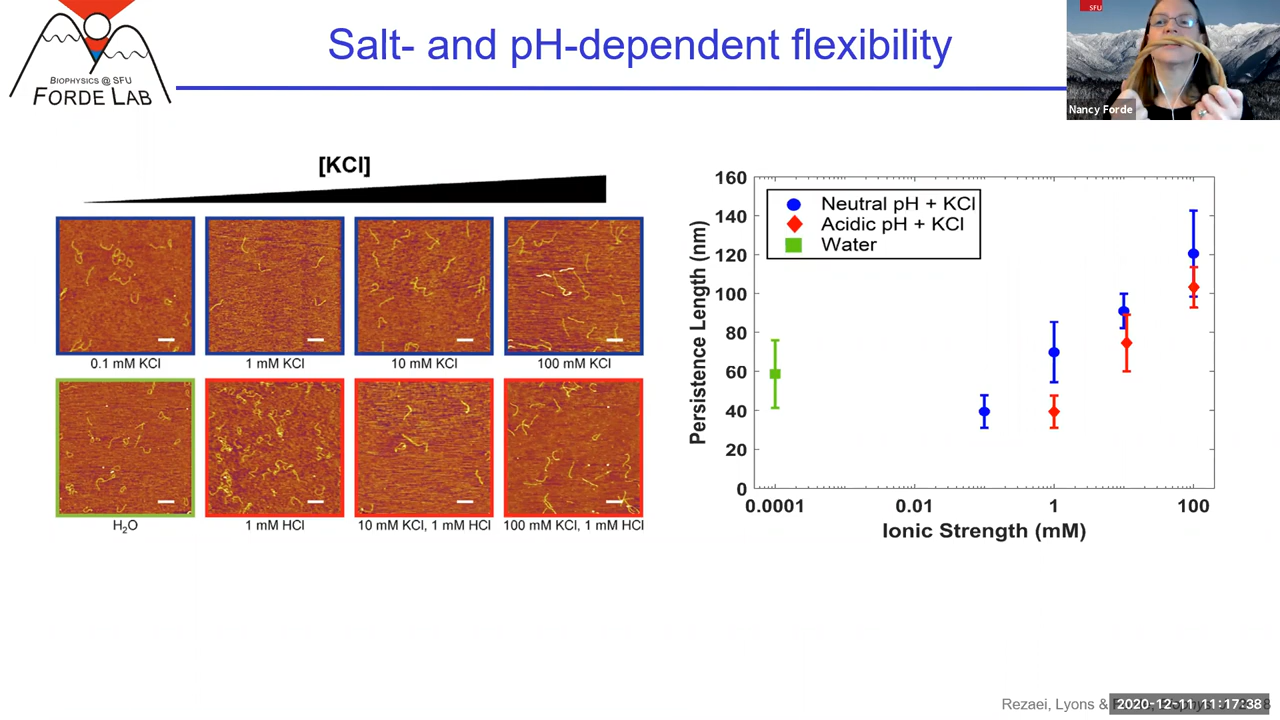 BIOPHYSICS @ SFU
FORDE LAB
Salt- and pH-dependent flexibility
SFU
Nancy Forde
[KCl]
0.1 mM KCl
1 mM KCl
10 mM KCl
100 mM KCl
H₂O
1 mM HCl
10 mM KCl, 1 mM HCl
100 mM KCl, 1 mM HCl
Persistence Length (nm)
160
140
120
100
80
60
40
20
0
Neutral pH + KCl
Acidic pH + KCl
Water
0.0001
0.01
1
100
Ionic Strength (mM)
Rezaei, Lyons &
2020-12-11 11:17:38